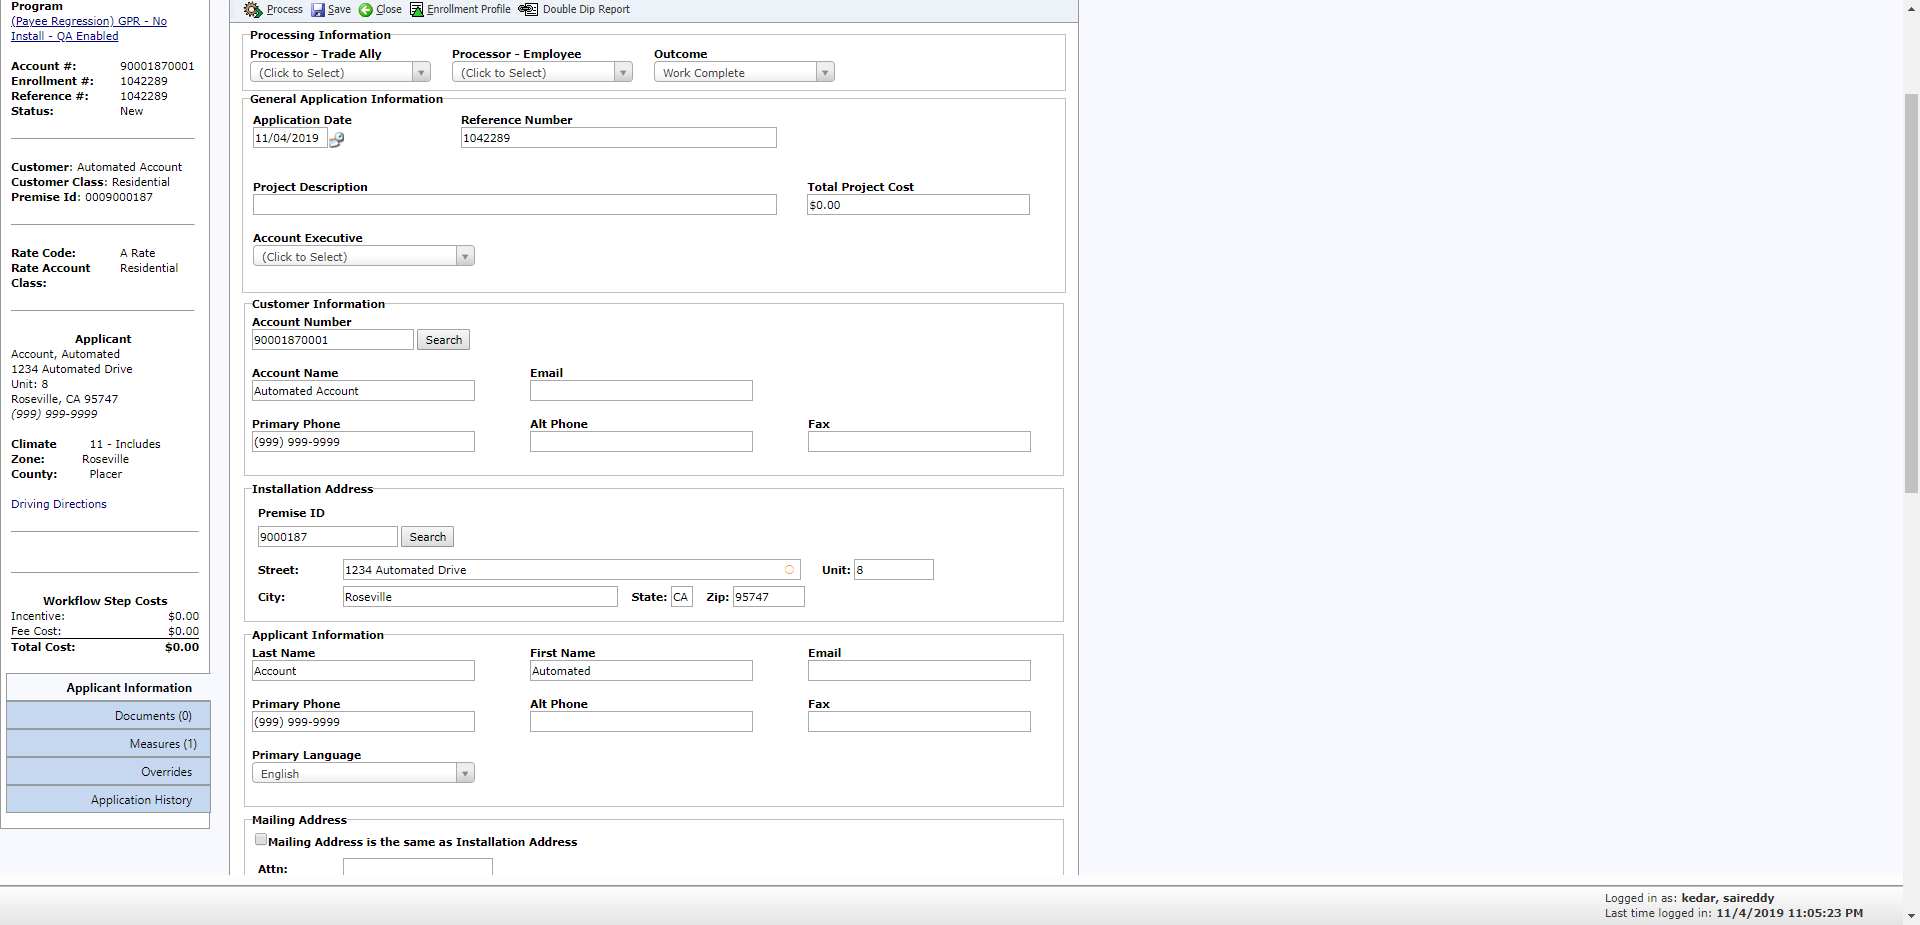 Program
(Payee Regression) GPR - No
Install - QA Enabled
Account #: 90001870001
Enrollment #: 1042289
Reference #: 1042289
Status: New
Customer: Automated Account
Customer Class: Residential
Premise Id: 0009000187
Rate Code: A Rate
Rate Account Class: Residential
Applicant
Account, Automated
1234 Automated Drive
Unit: 8
Roseville, CA 95747
(999) 999-9999
Climate Zone: 11 - Includes Roseville
County: Placer
Driving Directions
Workflow Step Costs
Incentive: $0.00
Fee Cost: $0.00
Total Cost: $0.00
Applicant Information
Documents (0)
Measures (1)
Overrides
Application History
Process Save Close Enrollment Profile Double Dip Report
Processing Information
Processor - Trade Ally Processor - Employee Outcome
(Click to Select) (Click to Select) Work Complete
General Application Information
Application Date Reference Number
11/04/2019 1042289
Project Description Total Project Cost
$0.00
Account Executive
(Click to Select)
Customer Information
Account Number
90001870001 Search
Account Name Email
Automated Account
Primary Phone Alt Phone Fax
(999) 999-9999
Installation Address
Premise ID
9000187 Search
Street: 1234 Automated Drive Unit: 8
City: Roseville State: CA Zip: 95747
Applicant Information
Last Name First Name Email
Account Automated
Primary Phone Alt Phone Fax
(999) 999-9999
Primary Language
English
Mailing Address
Mailing Address is the same as Installation Address
Attn:
Logged in as: kedar, saireddy
Last time logged in: 11/4/2019 11:05:23 PM